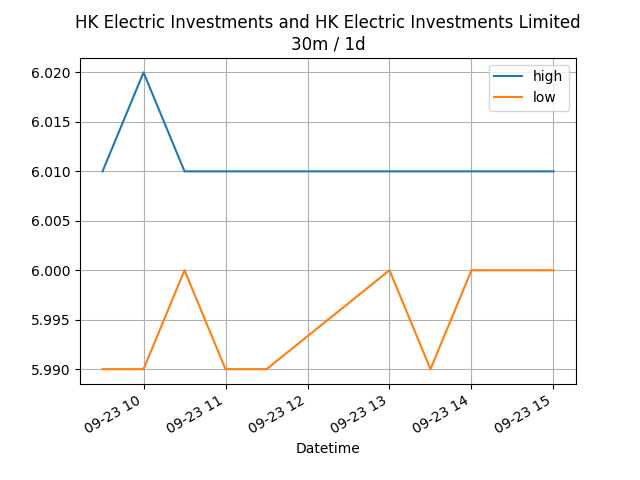 HK Electric Investments and HK Electric Investments Limited
30m / 1d
high
low
6.020
6.015
6.010
6.005
6.000
5.995
5.990
09-23 10
09-23 11
09-23 12
09-23 13
09-23 14
09-23 15
Datetime